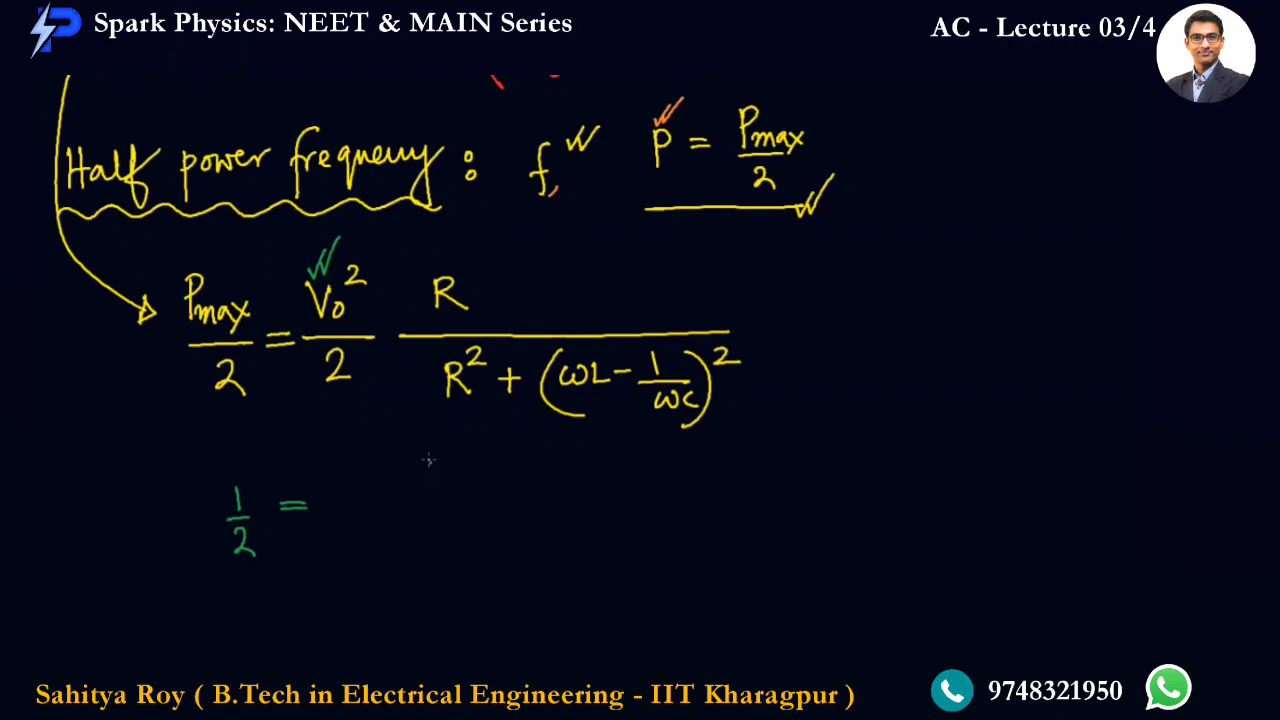 Spark Physics: NEET & MAIN Series
AC - Lecture 03/4
Half power frequency : f, P = Pmax/2
Pmax/2 = V₀²/2 R/(R² + (ωL - 1/ωC)²)
1/2 =
Sahitya Roy ( B.Tech in Electrical Engineering - IIT Kharagpur )
9748321950